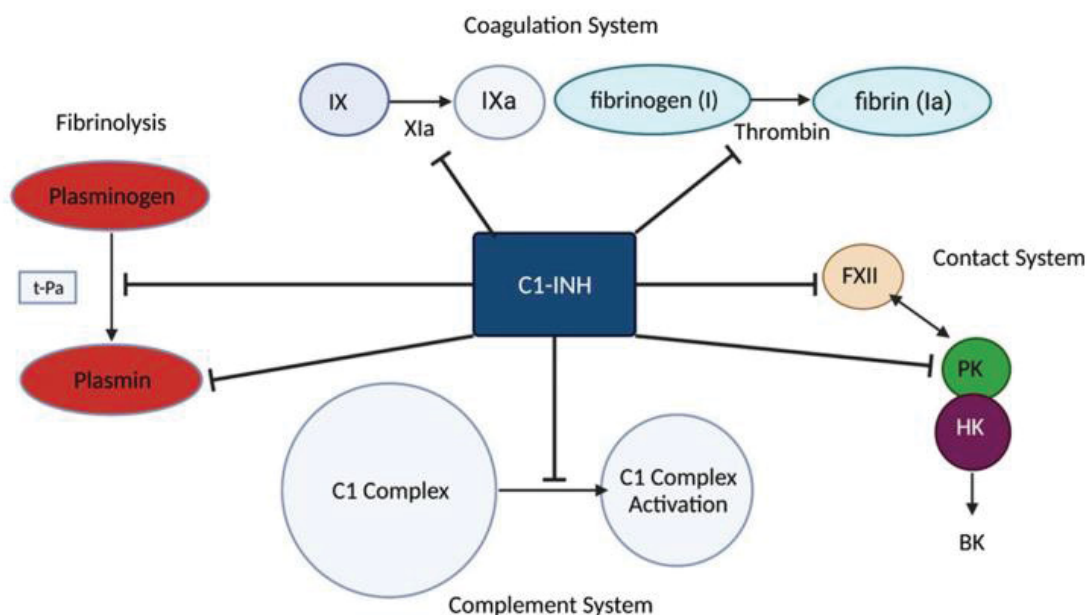 Coagulation System
IX
IXa
XIa
fibrinogen (I)
fibrin (Ia)
Thrombin
Fibrinolysis
Plasminogen
t-Pa
Plasmin
C1-INH
FXII
Contact System
PK
HK
BK
C1 Complex
C1 Complex
Activation
Complement System